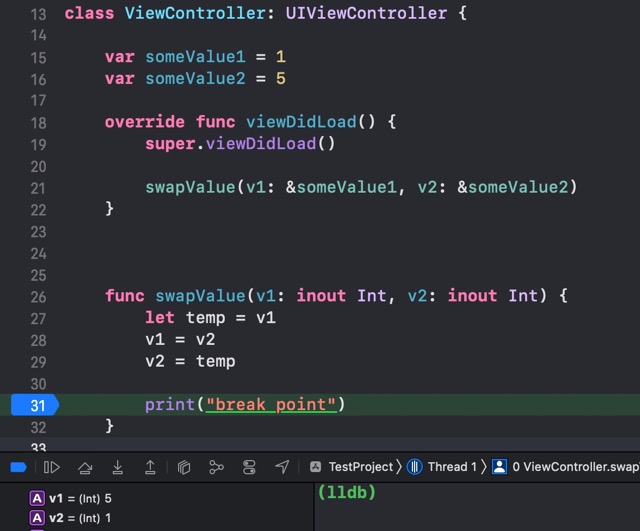 13 class ViewController: UIViewController {
14
15 var someValue1 = 1
16 var someValue2 = 5
17
18 override func viewDidLoad() {
19 super.viewDidLoad()
20
21 swapValue(v1: &someValue1, v2: &someValue2)
22 }
23
24
25
26 func swapValue(v1: inout Int, v2: inout Int) {
27 let temp = v1
28 v1 = v2
29 v2 = temp
30
31 print("break point")
32 }
33
TestProject Thread 1 0 ViewController.swap
A v1 = (Int) 5
A v2 = (Int) 1
(lldb)